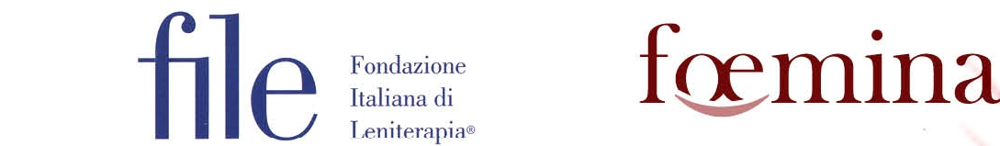 file
Fondazione
Italiana di
Leniterapia®
fœmina